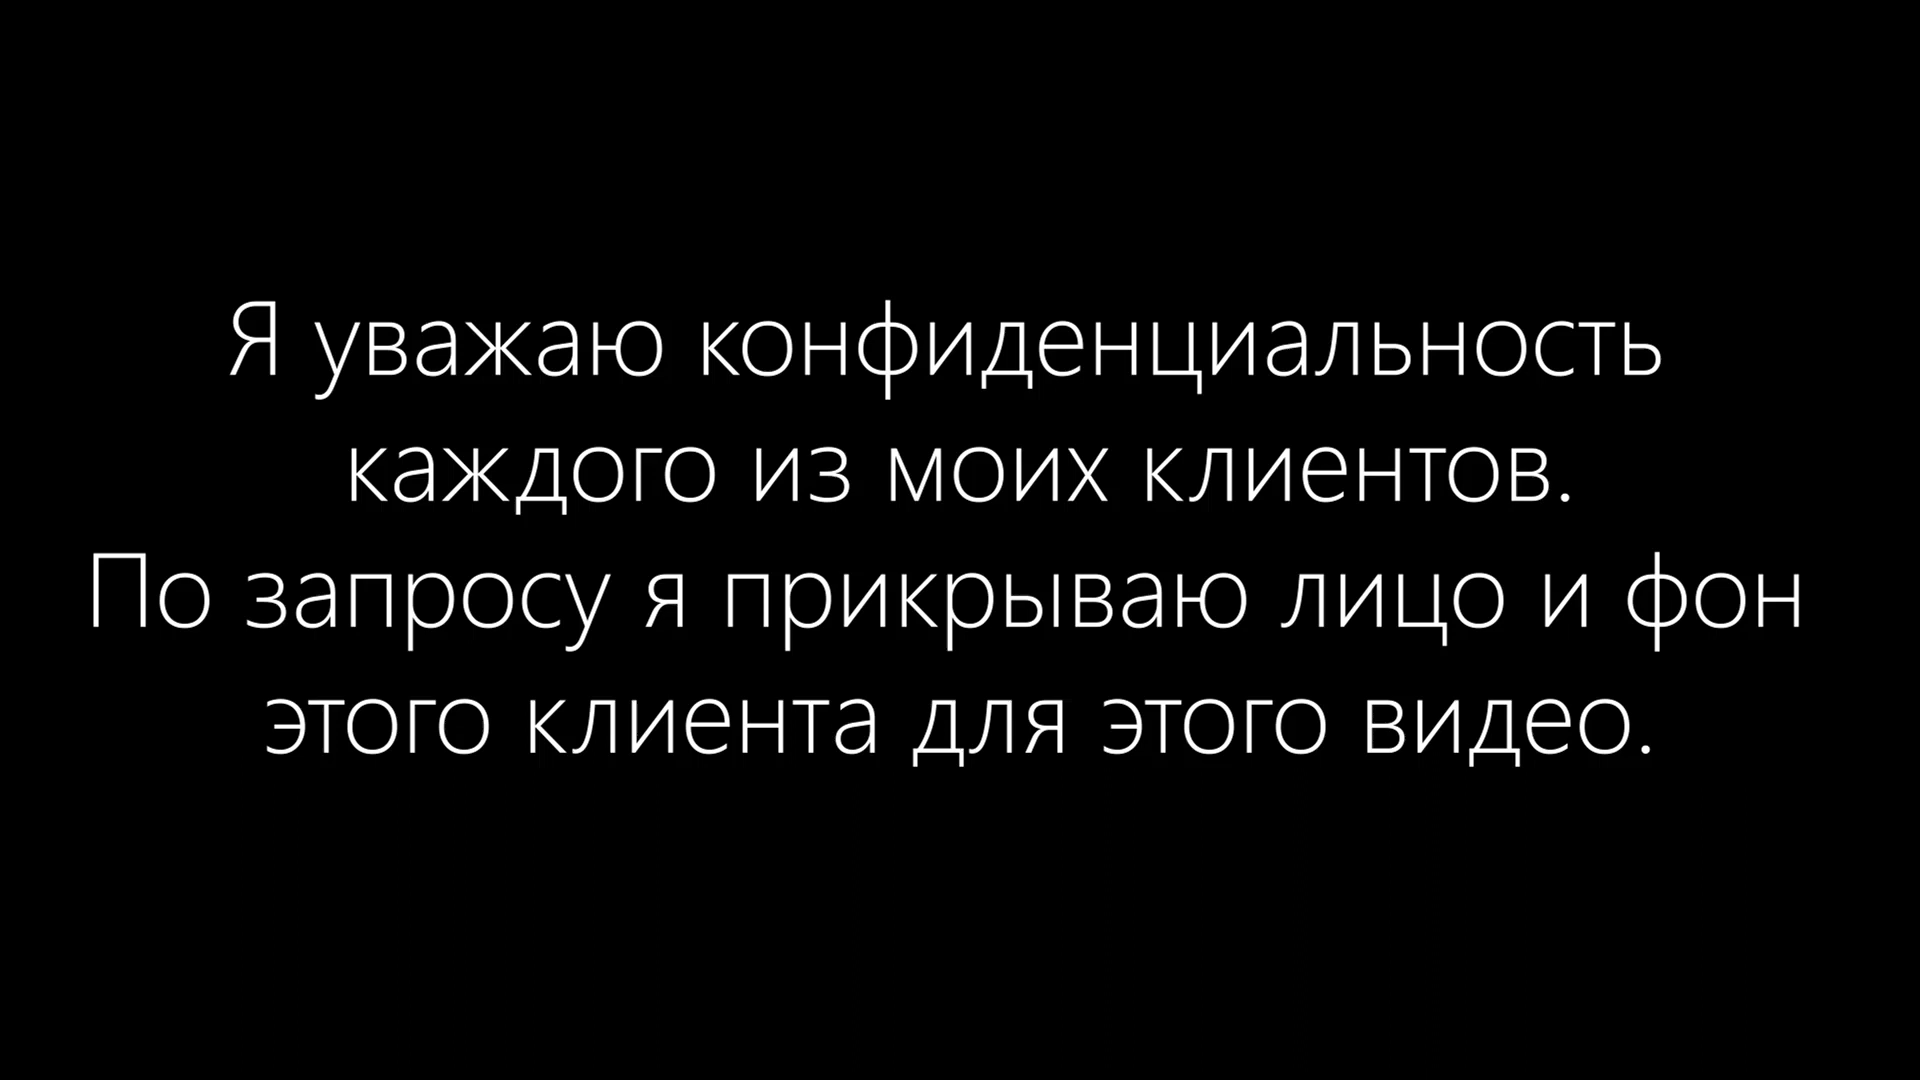 Я уважаю конфиденциальность
каждого из моих клиентов.
По запросу я прикрываю лицо и фон
этого клиента для этого видео.